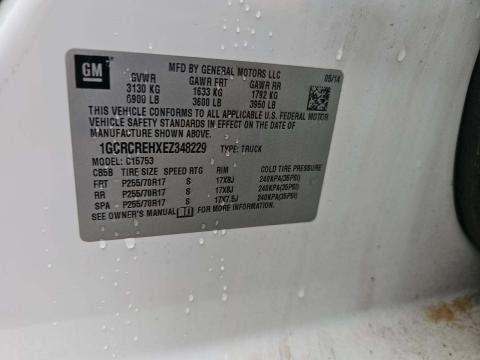 GM
MFD BY GENERAL MOTORS LLC
05/14
GVWR GAWR FRT GAWR RR
3130 KG 1633 KG 1792 KG
6900 LB 3600 LB 3950 LB
THIS VEHICLE CONFORMS TO ALL APPLICABLE U.S. FEDERAL MOTOR
VEHICLE SAFETY STANDARDS IN EFFECT ON THE DATE OF
MANUFACTURE SHOWN ABOVE.
1GCRCREHXEZ348229 TYPE: TRUCK
MODEL: C15753
CB5B TIRE SIZE SPEED RTG RIM COLD TIRE PRESSURE
FRT P255/70R17 S 17X8J 240KPA(35PSI)
RR P255/70R17 S 17X8J 240KPA(35PSI)
SPA P255/70R17 S 17X7.5J 240KPA(35PSI)
SEE OWNER'S MANUAL FOR MORE INFORMATION.